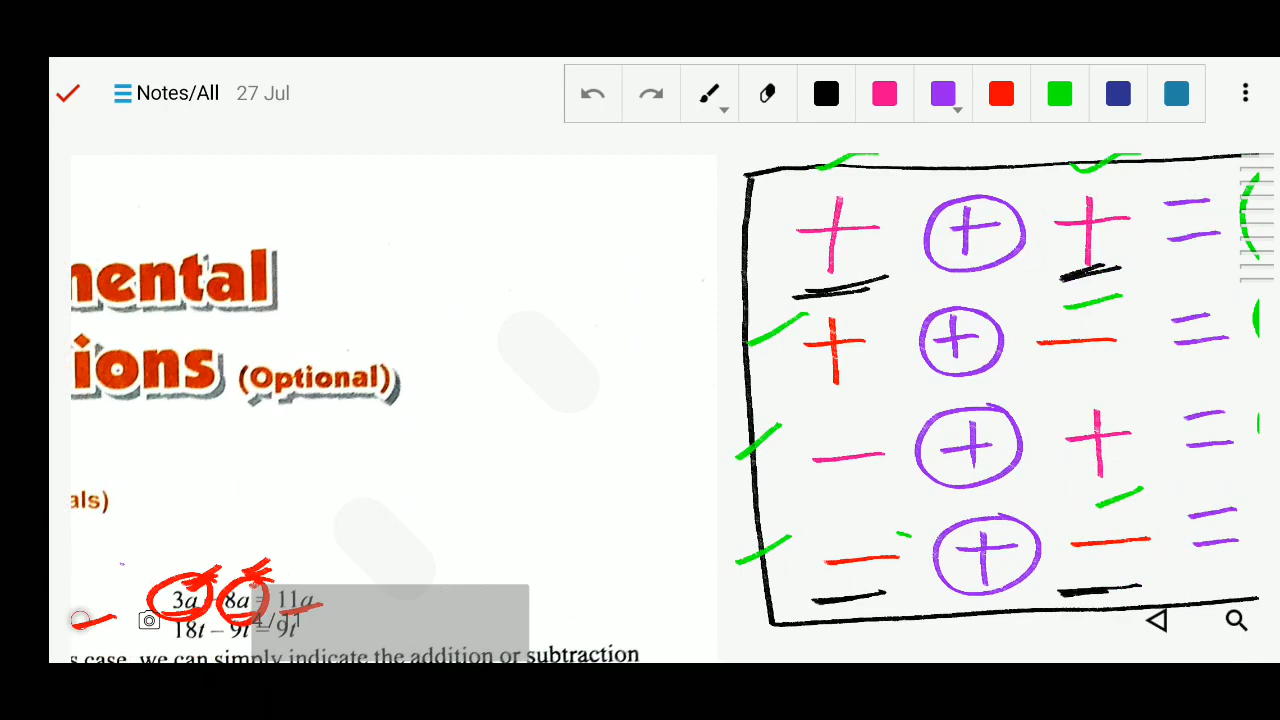 Notes/All 27 Jul
mental
ions (Optional)
als)
3a + 8a = 11a
18t – 9t = 9t
s case, we can simply indicate the addition or subtraction
+ + + =
+ + − =
− + + =
− + − =